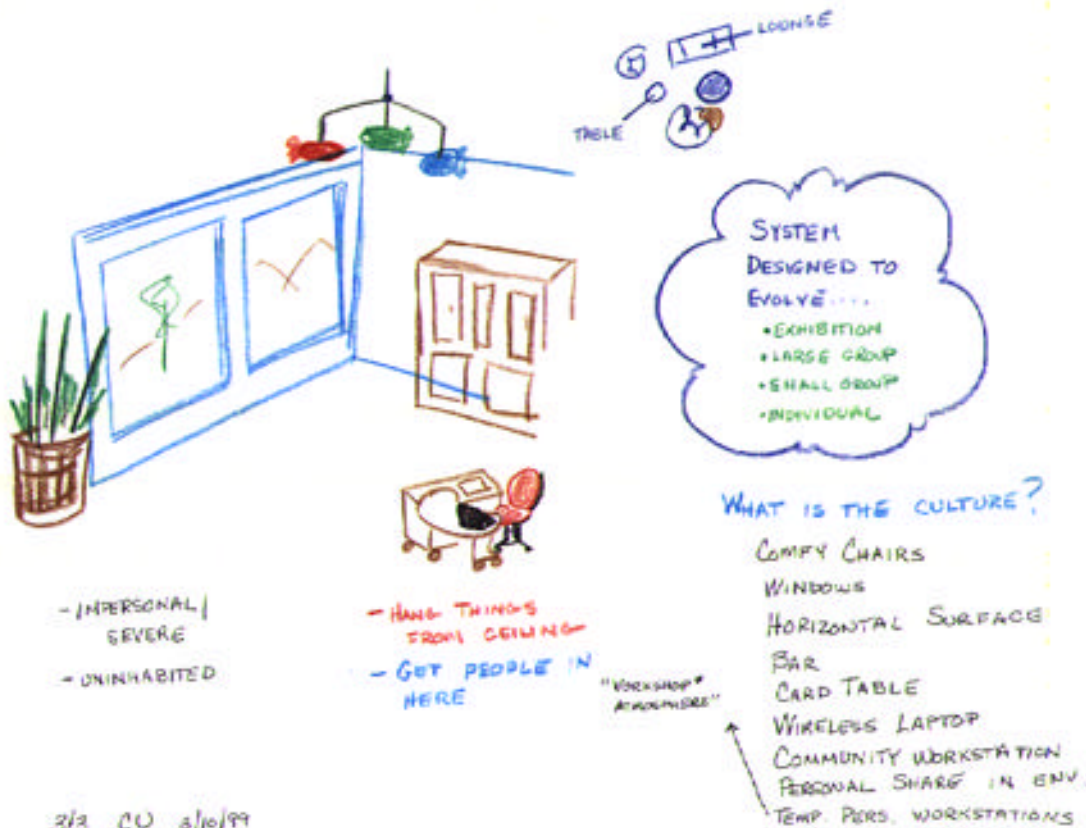 LOUNGE
TABLE
SYSTEM
DESIGNED TO
EVOLVE....
•EXHIBITION
•LARGE GROUP
•SMALL GROUP
•INDIVIDUAL
WHAT IS THE CULTURE?
COMFY CHAIRS
WINDOWS
HORIZONTAL SURFACE
BAR
CARD TABLE
WIRELESS LAPTOP
COMMUNITY WORKSTATION
PERSONAL SHARE IN ENV.
TEMP. PERS. WORKSTATIONS
"WORKSHOP"
ATMOSPHERE"
- IMPERSONAL/
SEVERE
- UNINHABITED
- HANG THINGS
FROM CEILING
- GET PEOPLE IN
HERE
CU 3/10/99